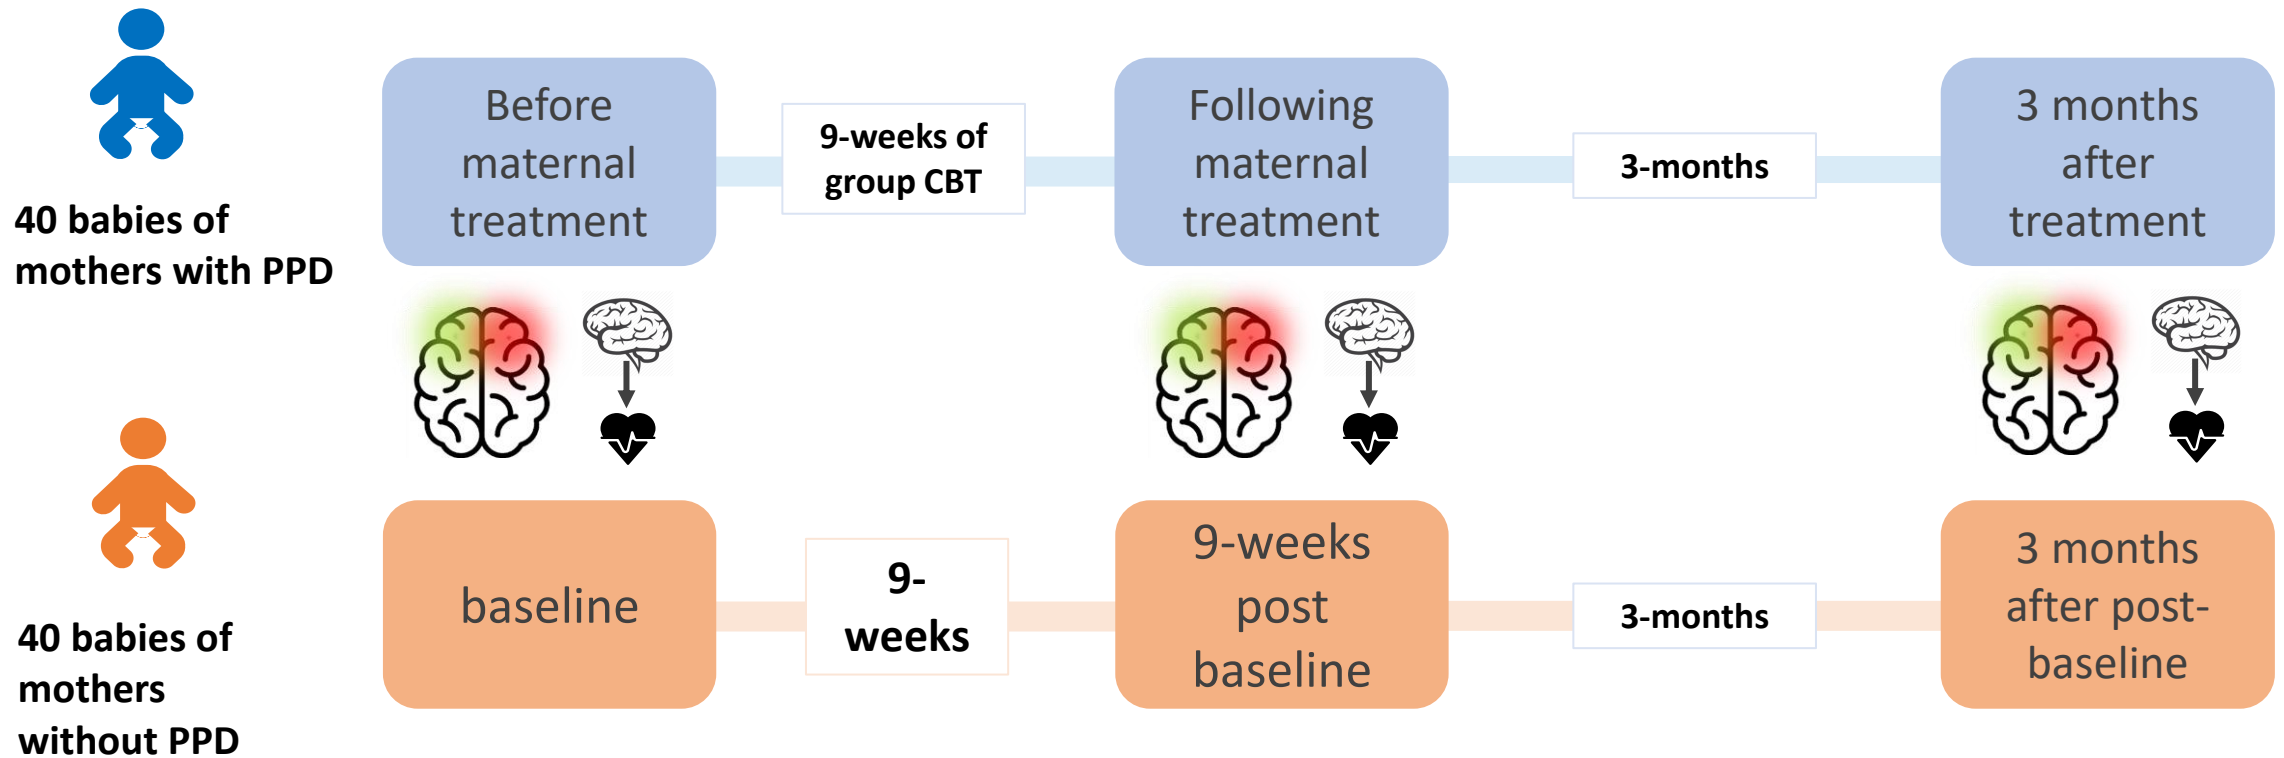 40 babies of
mothers with PPD
Before
maternal
treatment
9-weeks of
group CBT
Following
maternal
treatment
3-months
3 months
after
treatment
40 babies of
mothers
without PPD
baseline
9-
weeks
9-weeks
post
baseline
3-months
3 months
after post-
baseline